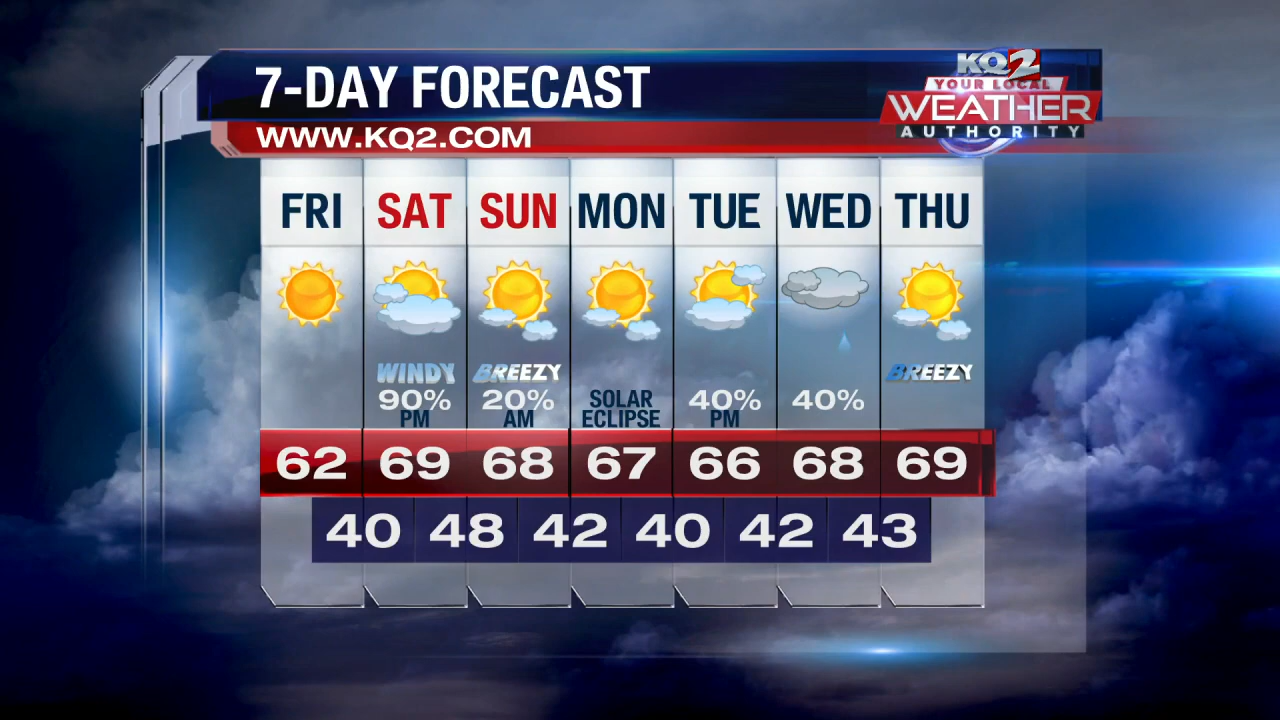 7-DAY FORECAST
WWW.KQ2.COM
KQ2
YOUR LOCAL
WEATHER
AUTHORITY
FRI SAT SUN MON TUE WED THU
WINDY BREEZY BREEZY
90% 20% SOLAR 40% 40%
PM AM ECLIPSE PM
62 69 68 67 66 68 69
40 48 42 40 42 43